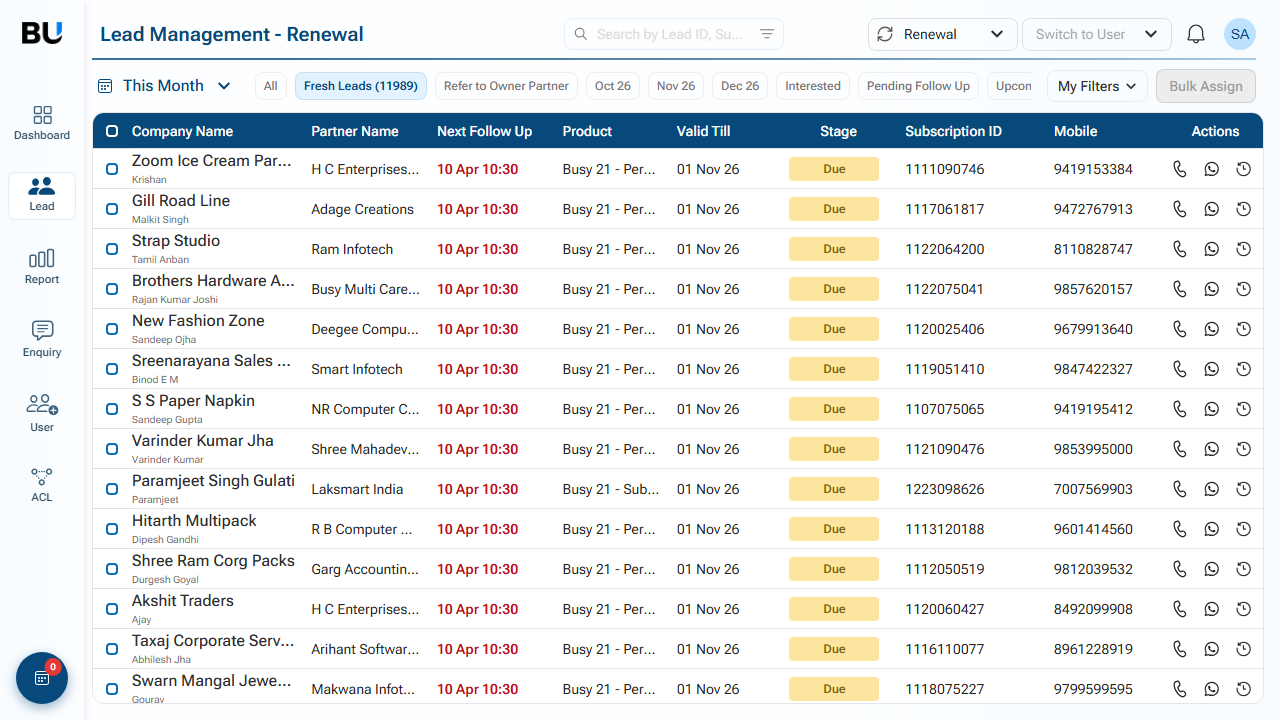 BU
Lead Management - Renewal
Search by Lead ID, Su...
Renewal
Switch to User
SA
This Month
All
Fresh Leads (11989)
Refer to Owner Partner
Oct 26
Nov 26
Dec 26
Interested
Pending Follow Up
Upcon
My Filters
Bulk Assign
Dashboard
Lead
Report
Enquiry
User
ACL
0
Company Name Partner Name Next Follow Up Product Valid Till Stage Subscription ID Mobile Actions
Zoom Ice Cream Par... H C Enterprises... 10 Apr 10:30 Busy 21 - Per... 01 Nov 26 Due 1111090746 9419153384
Krishan
Gill Road Line Adage Creations 10 Apr 10:30 Busy 21 - Per... 01 Nov 26 Due 1117061817 9472767913
Malkit Singh
Strap Studio Ram Infotech 10 Apr 10:30 Busy 21 - Per... 01 Nov 26 Due 1122064200 8110828747
Tamil Anban
Brothers Hardware A... Busy Multi Care... 10 Apr 10:30 Busy 21 - Per... 01 Nov 26 Due 1122075041 9857620157
Rajan Kumar Joshi
New Fashion Zone Deegee Compu... 10 Apr 10:30 Busy 21 - Per... 01 Nov 26 Due 1120025406 9679913640
Sandeep Ojha
Sreenarayana Sales ... Smart Infotech 10 Apr 10:30 Busy 21 - Per... 01 Nov 26 Due 1119051410 9847422327
Binod E M
S S Paper Napkin NR Computer C... 10 Apr 10:30 Busy 21 - Per... 01 Nov 26 Due 1107075065 9419195412
Sandeep Gupta
Varinder Kumar Jha Shree Mahadev... 10 Apr 10:30 Busy 21 - Per... 01 Nov 26 Due 1121090476 9853995000
Varinder Kumar
Paramjeet Singh Gulati Laksmart India 10 Apr 10:30 Busy 21 - Sub... 01 Nov 26 Due 1223098626 7007569903
Paramjeet
Hitarth Multipack R B Computer ... 10 Apr 10:30 Busy 21 - Per... 01 Nov 26 Due 1113120188 9601414560
Dipesh Gandhi
Shree Ram Corg Packs Garg Accountin... 10 Apr 10:30 Busy 21 - Per... 01 Nov 26 Due 1112050519 9812039532
Durgesh Goyal
Akshit Traders H C Enterprises... 10 Apr 10:30 Busy 21 - Per... 01 Nov 26 Due 1120060427 8492099908
Ajay
Taxaj Corporate Serv... Arihant Softwar... 10 Apr 10:30 Busy 21 - Per... 01 Nov 26 Due 1116110077 8961228919
Abhilesh Jha
Swarn Mangal Jewe... Makwana Infot... 10 Apr 10:30 Busy 21 - Per... 01 Nov 26 Due 1118075227 9799599595
Gourav